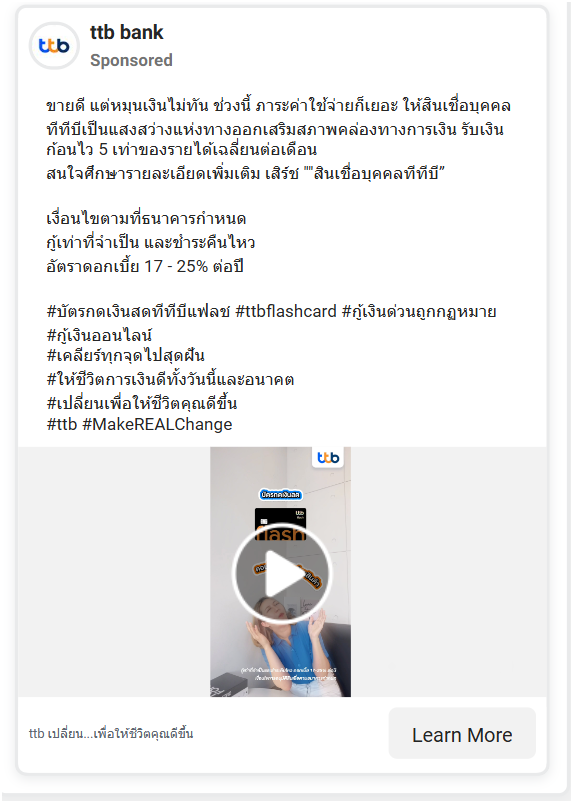 ttb
ttb bank
Sponsored
ขายดี แต่หมุนเงินไม่ทัน ช่วงนี้ ภาระค่าใช้จ่ายก็เยอะ ให้สินเชื่อบุคคล
ทีทีบีเป็นแสงสว่างแห่งทางออกเสริมสภาพคล่องทางการเงิน รับเงิน
ก้อนไว 5 เท่าของรายได้เฉลี่ยนต่อเดือน
สนใจศึกษารายละเอียดเพิ่มเติม เสิร์ช ""สินเชื่อบุคคลทีทีบี”
เงื่อนไขตามที่ธนาคารกำหนด
กู้เท่าที่จำเป็น และชำระคืนไหว
อัตราดอกเบี้ย 17 - 25% ต่อปี
#บัตรกดเงินสดทีทีบีแฟลช #ttbflashcard #กู้เงินด่วนถูกกฎหมาย
#กู้เงินออนไลน์
#เคลียร์ทุกจุดไปสุดฝัน
#ให้ชีวิตการเงินดีทั้งวันนี้และอนาคต
#เปลี่ยนเพื่อให้ชีวิตคุณดีขึ้น
#ttb #MakeREALChange
ttb
บัตรกดเงินสด
ttb
flash
ttb เปลี่ยน...เพื่อให้ชีวิตคุณดีขึ้น
Learn More